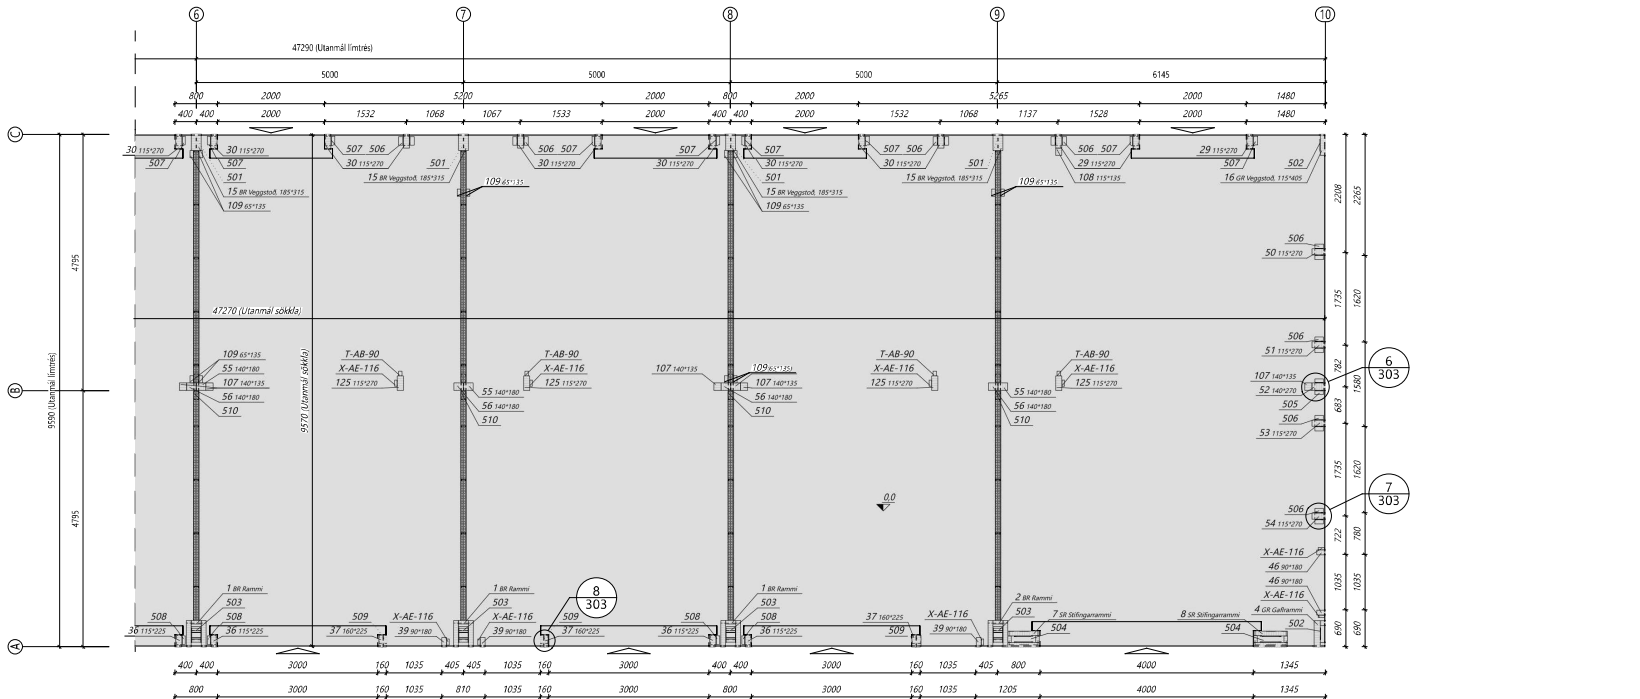 6 7 8 9 10
47290 (Utanmál límtrés)
5000 5000 5000 6145
800 2000 5200 2000 800 2000 5265 2000 1480
400 400 2000 1532 1068 1067 1533 2000 400 400 2000 1532 1068 1137 1528 2000 1480
C
30 115*270 30 115*270 507 506 506 507 507 507 507 506 506 507 29 115*270
507 507 30 115*270 501 30 115*270 30 115*270 30 115*270 30 115*270 501 29 115*270 507 502
501 15 BR Veggstoð, 185*315 501 15 BR Veggstoð, 185*315 108 115*135 16 GR Veggstoð, 115*405
109 65*135 109 65*135
15 BR Veggstoð, 185*315 15 BR Veggstoð, 185*315
109 65*135 109 65*135
2208 2265
506
50 115*270
4795
1735 1620
47270 (Utanmál sökkla)
506
51 115*270
9590 (Utanmál límtrés)
9570 (Utanmál sökkla)
109 65*135 T-AB-90 T-AB-90 T-AB-90 T-AB-90
55 140*180 X-AE-116 X-AE-116 107 140*135 109 65*135 X-AE-116 X-AE-116 107 140*135
B
107 140*135 125 115*270 125 115*270 107 140*135 125 115*270 125 115*270 52 140*270
56 140*180 55 140*180 56 140*180 55 140*180 505
510 56 140*180 510 56 140*180 506
510 510 53 115*270
782 1580
683
6
303
1735 1620
7
303
0,0
506
54 115*270
4795
722 780
X-AE-116
46 90*180
1035 1035
46 90*180
X-AE-116
1 BR Rammi 1 BR Rammi 1 BR Rammi 2 BR Rammi
8
303
503 503 503 503 7 SR Stífingarrammi 8 SR Stífingarrammi 4 GR Gaflrammi
508 508 509 X-AE-116 X-AE-116 509 508 508 37 160*225 X-AE-116 504 504 502
36 115*225 36 115*225 37 160*225 39 90*180 39 90*180 37 160*225 36 115*225 36 115*225 509 39 90*180
690 690
A
400 400 3000 160 1035 405 405 1035 160 3000 400 400 3000 160 1035 405 800 4000 1345
800 3000 160 1035 810 1035 160 3000 800 3000 160 1035 1205 4000 1345